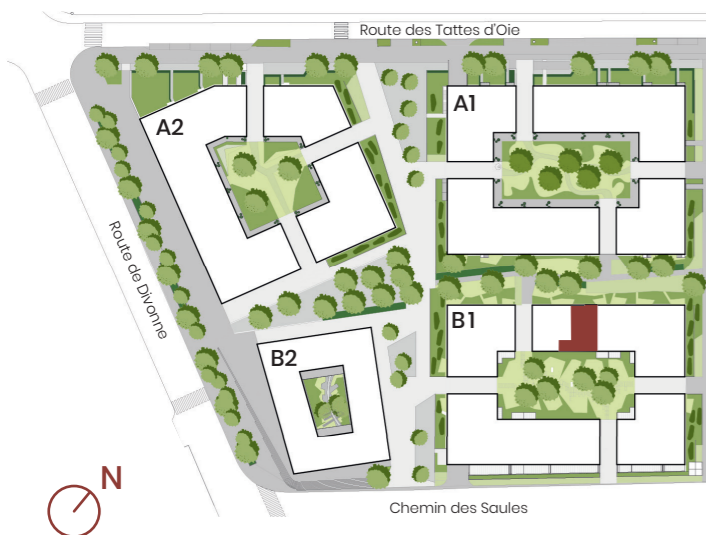 Route des Tattes d'Oie
A2
A1
Route de Divonne
B1
B2
N
Chemin des Saules